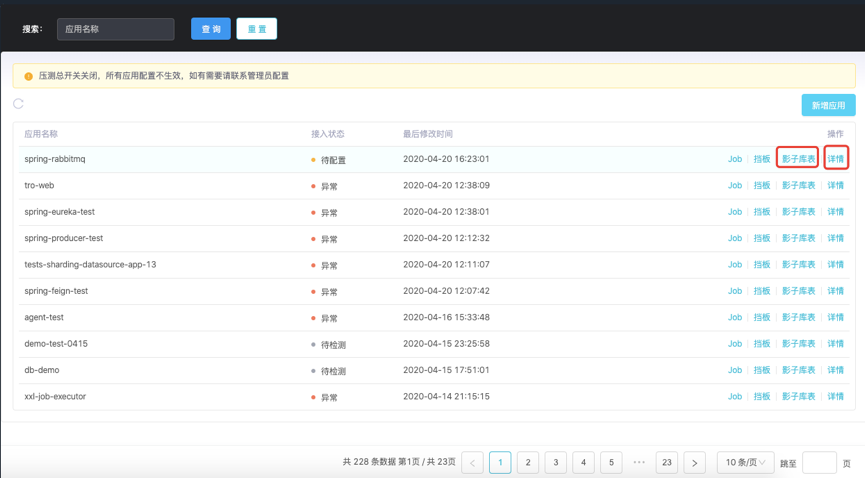 搜索： 应用名称 查 询 重 置
压测总开关关闭，所有应用配置不生效，如有需要请联系管理员配置
新增应用
应用名称 接入状态 最后修改时间 操作
spring-rabbitmq 待配置 2020-04-20 16:23:01 Job 挡板 影子库表 详情
tro-web 异常 2020-04-20 12:38:09 Job 挡板 影子库表 详情
spring-eureka-test 异常 2020-04-20 12:38:01 Job 挡板 影子库表 详情
spring-producer-test 异常 2020-04-20 12:12:32 Job 挡板 影子库表 详情
tests-sharding-datasource-app-13 异常 2020-04-20 12:11:07 Job 挡板 影子库表 详情
spring-feign-test 异常 2020-04-20 12:07:42 Job 挡板 影子库表 详情
agent-test 异常 2020-04-16 15:33:48 Job 挡板 影子库表 详情
demo-test-0415 待检测 2020-04-15 23:25:58 Job 挡板 影子库表 详情
db-demo 待检测 2020-04-15 17:51:01 Job 挡板 影子库表 详情
xxl-job-executor 异常 2020-04-14 21:15:15 Job 挡板 影子库表 详情
共 228 条数据 第1页 / 共 23页 < 1 2 3 4 5 ••• 23 > 10 条/页 跳至 页